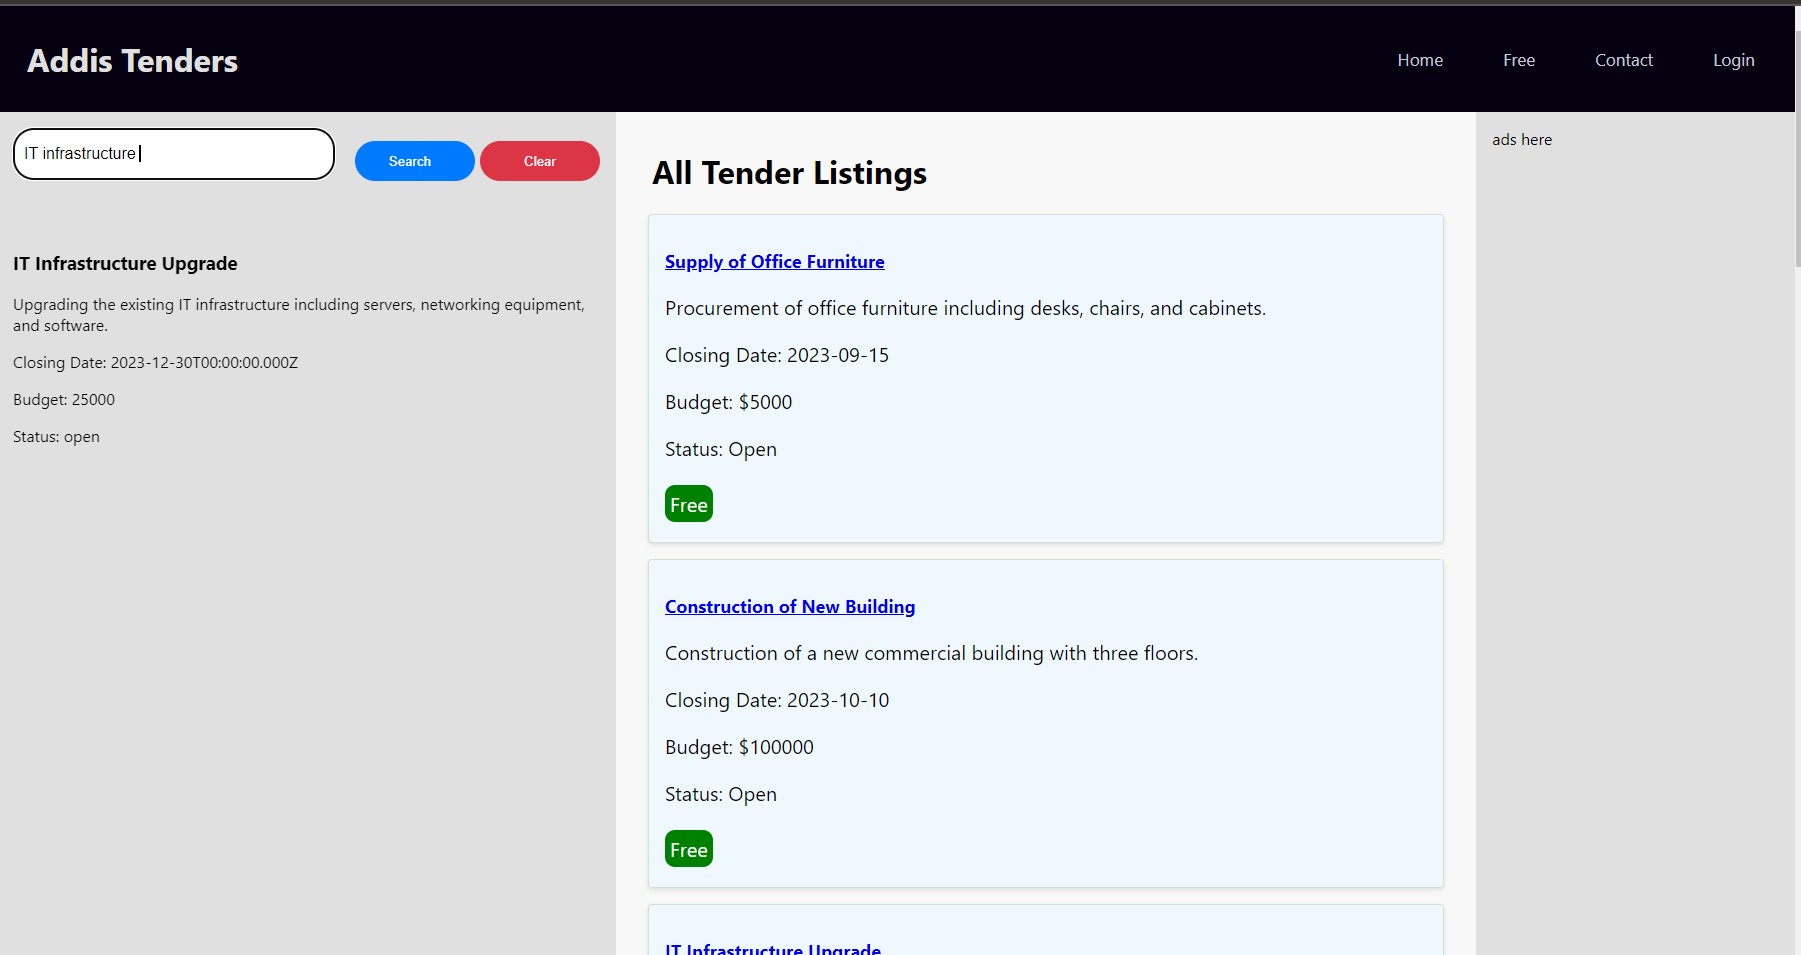 Addis Tenders
Home
Free
Contact
Login
IT infrastructure
Search
Clear
IT Infrastructure Upgrade
Upgrading the existing IT infrastructure including servers, networking equipment,
and software.
Closing Date: 2023-12-30T00:00:00.000Z
Budget: 25000
Status: open
All Tender Listings
Supply of Office Furniture
Procurement of office furniture including desks, chairs, and cabinets.
Closing Date: 2023-09-15
Budget: $5000
Status: Open
Free
Construction of New Building
Construction of a new commercial building with three floors.
Closing Date: 2023-10-10
Budget: $100000
Status: Open
Free
IT Infrastructure Upgrade
ads here